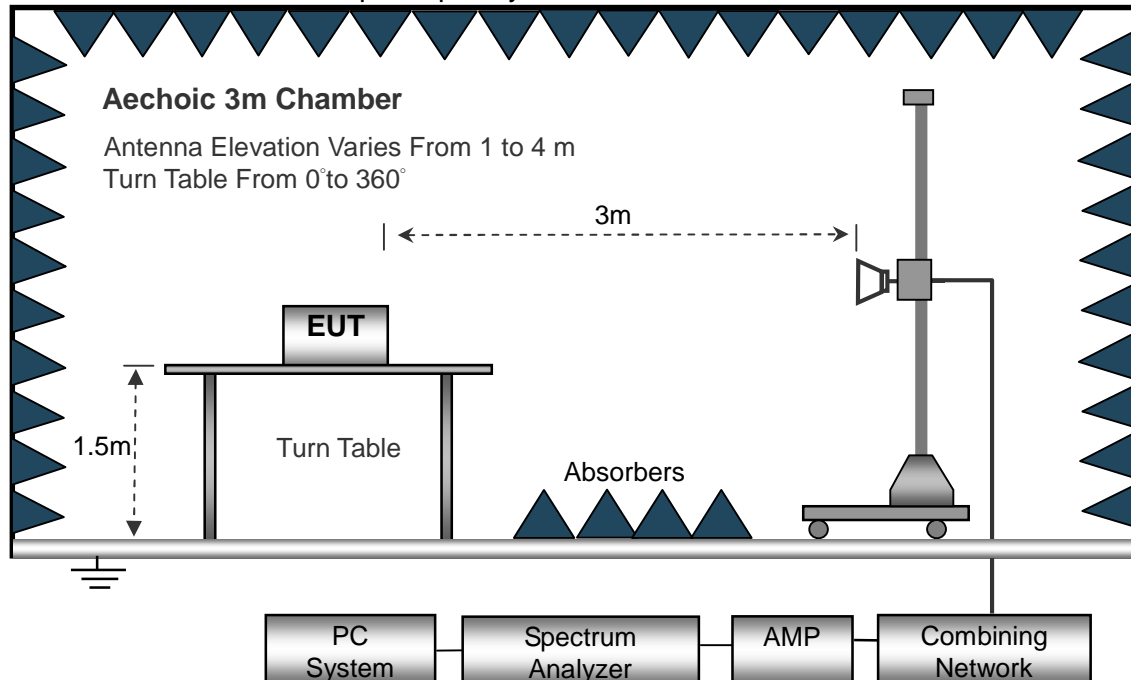 Aechoic 3m Chamber
Antenna Elevation Varies From 1 to 4 m
Turn Table From 0°to 360°
3m
EUT
1.5m
Turn Table
Absorbers
PC
System
Spectrum
Analyzer
AMP
Combining
Network